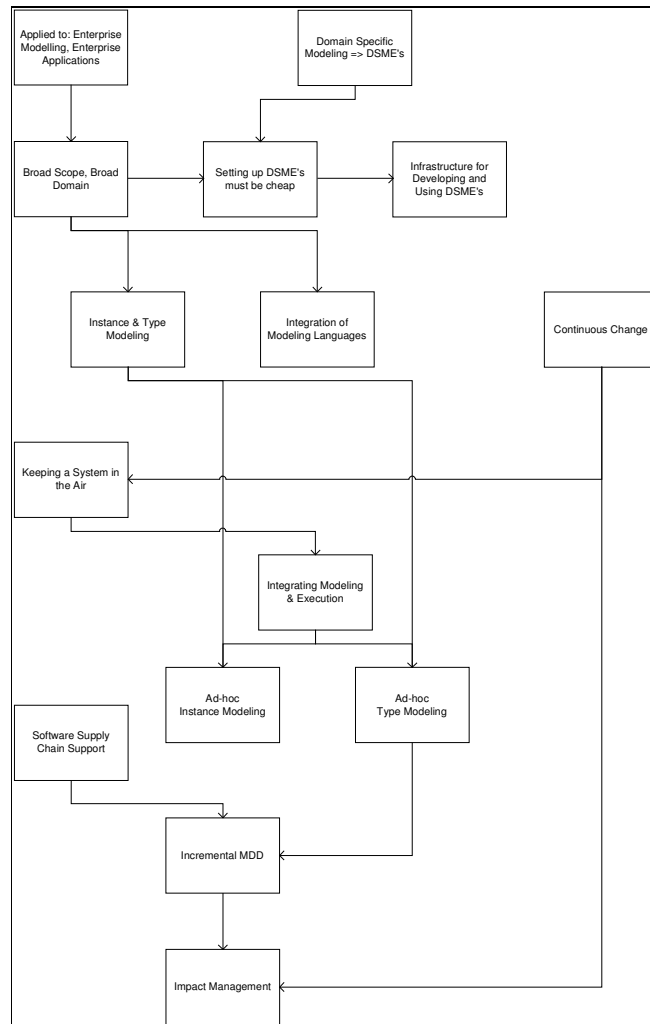 Applied to: Enterprise
Modelling, Enterprise
Applications
Domain Specific
Modeling => DSME's
Broad Scope, Broad
Domain
Setting up DSME's
must be cheap
Infrastructure for
Developing and
Using DSME's
Instance & Type
Modeling
Integration of
Modeling Languages
Continuous Change
Keeping a System in
the Air
Integrating Modeling
& Execution
Ad-hoc
Instance Modeling
Ad-hoc
Type Modeling
Software Supply
Chain Support
Incremental MDD
Impact Management